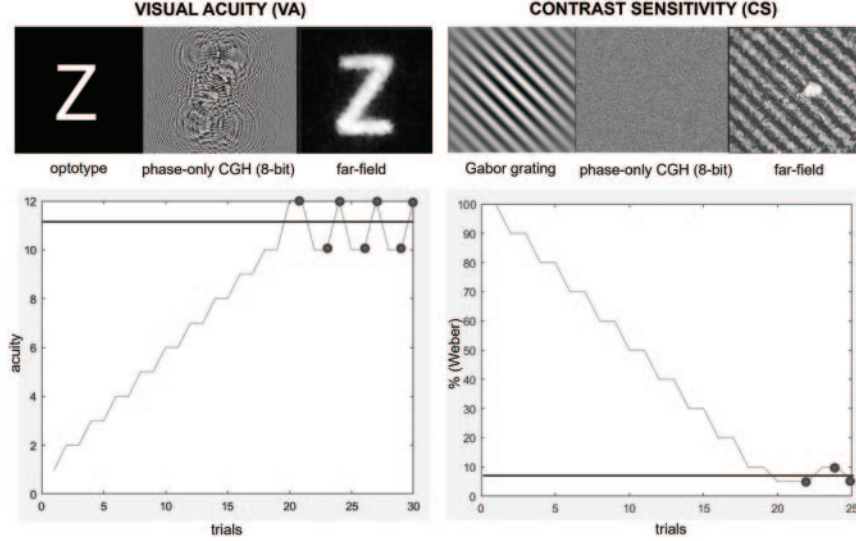 VISUAL ACUITY (VA)
Z
Z
optotype
phase-only CGH (8-bit)
far-field
12
10
8
6
4
2
0
acuity
0
5
10
15
20
25
30
trials
CONTRAST SENSITIVITY (CS)
Gabor grating
phase-only CGH (8-bit)
far-field
100
90
80
70
60
50
40
30
20
10
0
% (Weber)
0
5
10
15
20
25
trials